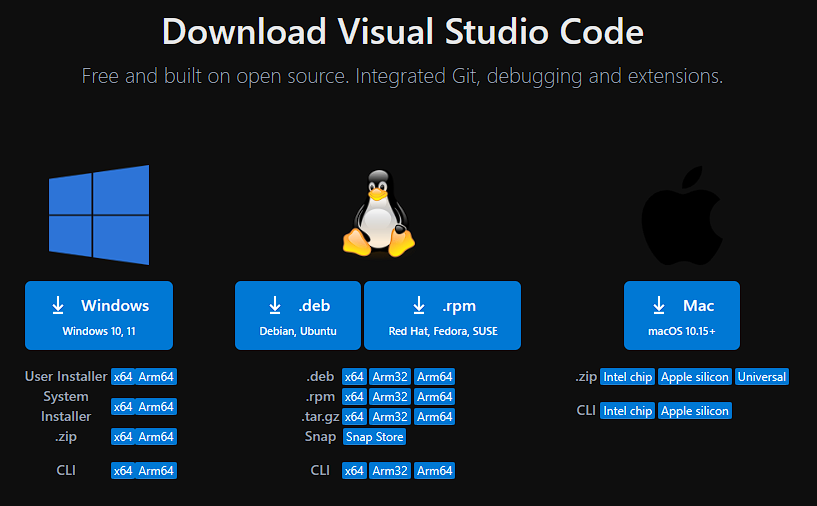 Download Visual Studio Code
Free and built on open source. Integrated Git, debugging and extensions.
Windows
Windows 10, 11
User Installer x64 Arm64
System
Installer x64 Arm64
.zip x64 Arm64
CLI x64 Arm64
.deb
Debian, Ubuntu
.rpm
Red Hat, Fedora, SUSE
.deb x64 Arm32 Arm64
.rpm x64 Arm32 Arm64
.tar.gz x64 Arm32 Arm64
Snap Snap Store
CLI x64 Arm32 Arm64
Mac
macOS 10.15+
.zip Intel chip Apple silicon Universal
CLI Intel chip Apple silicon